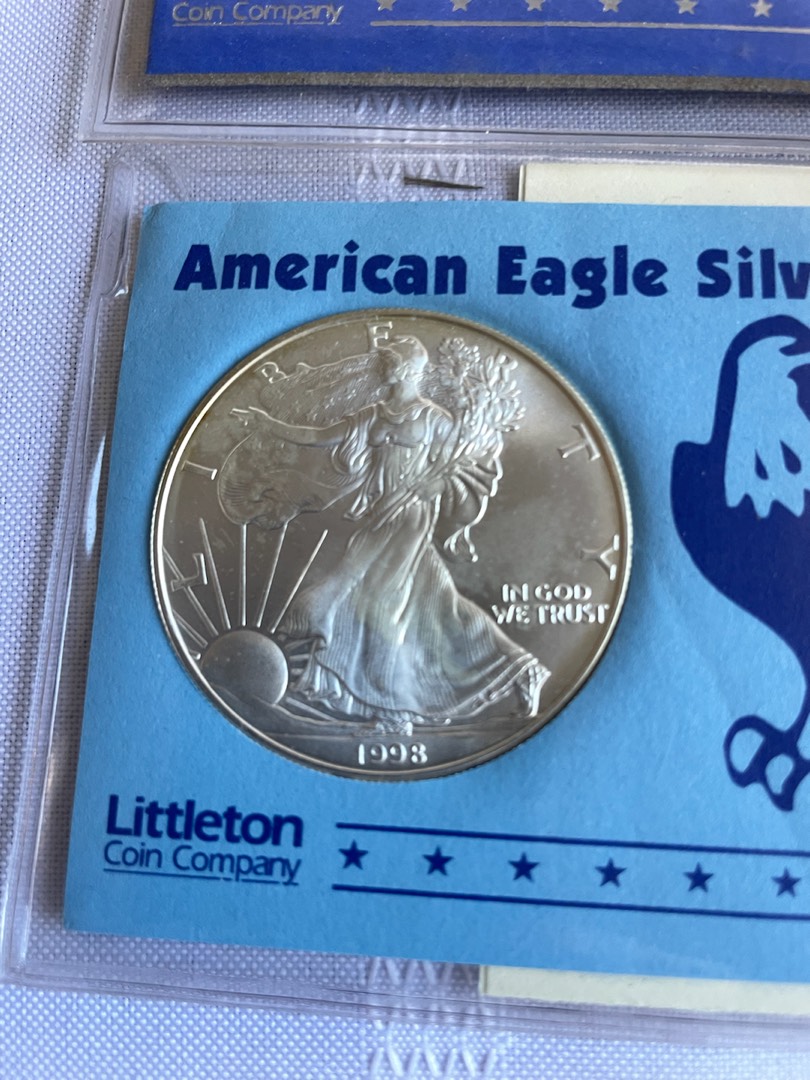 Coin Company
American Eagle Silv
LIBERTY
IN GOD
WE TRUST
1998
Littleton
Coin Company